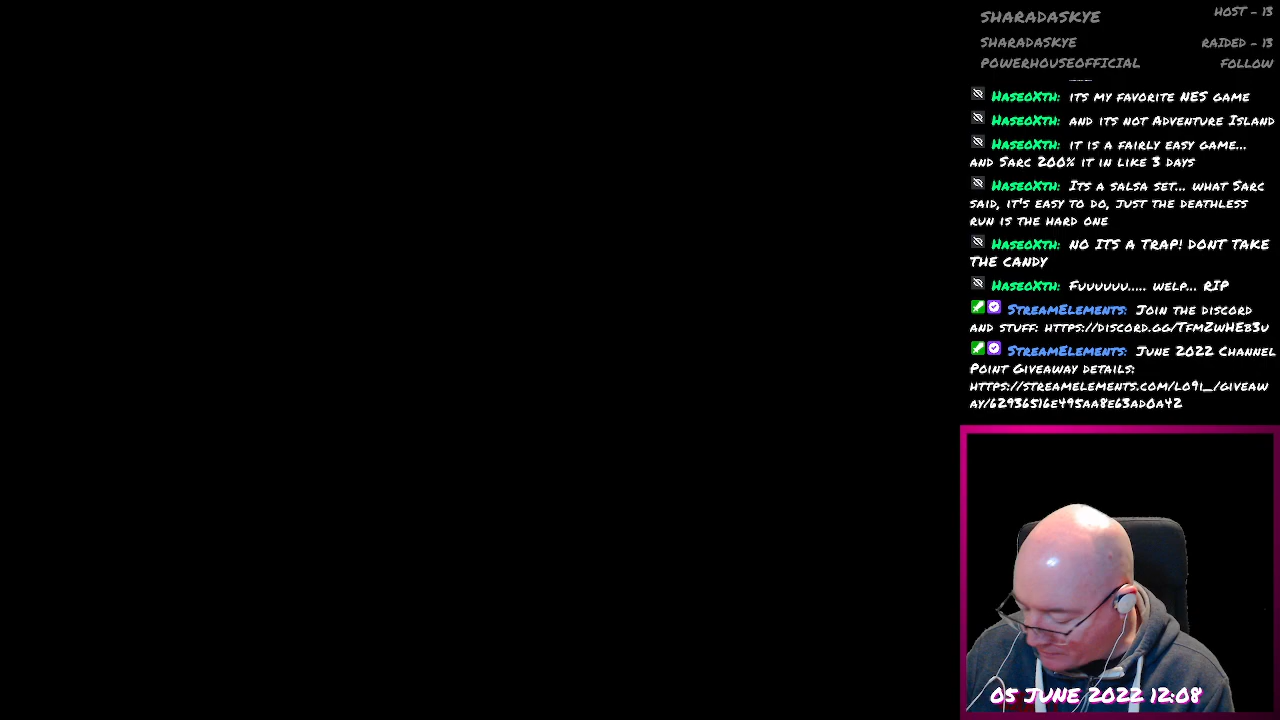 SHARADASKYE HOST - 13
SHARADASKYE RAIDED - 13
POWERHOUSEOFFICIAL FOLLOW
HaseoXth: its my favorite NES game
HaseoXth: and its not Adventure Island
HaseoXth: it is a fairly easy game...
and Sarc 200% it in like 3 days
HaseoXth: Its a salsa set... what Sarc
said, it's easy to do, just the deathless
run is the hard one
HaseoXth: NO ITS A TRAP! DONT TAKE
THE CANDY
HaseoXth: Fuuuuuu..... welp... RIP
StreamElements: Join the discord
and stuff: https://discord.gg/TfmZwHEb3u
StreamElements: June 2022 Channel
Point Giveaway details:
https://streamelements.com/lo9i_/giveaw
ay/62936516e495aa8e63ad0a42
05 JUNE 2022 12:08